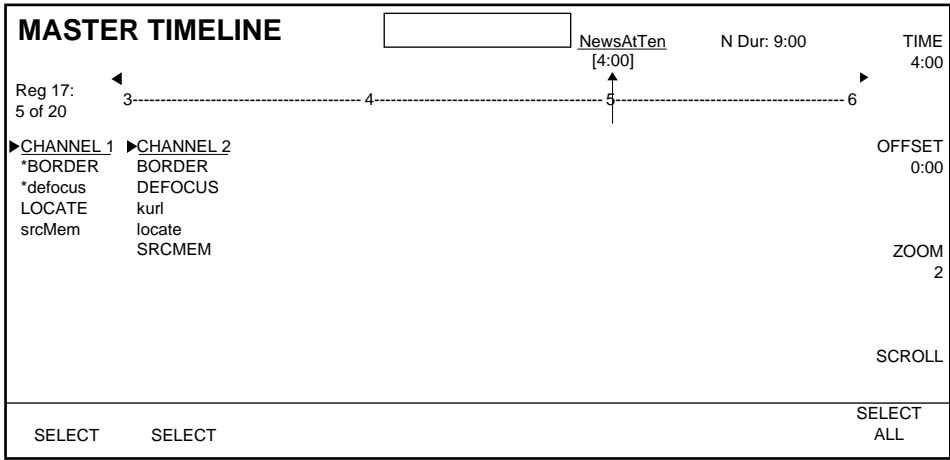 MASTER TIMELINE
NewsAtTen N Dur: 9:00 TIME
[4:00] 4:00
Reg 17:
5 of 20
3---------------------------------------- 4---------------------------------------- 5---------------------------------------- 6
CHANNEL 1 CHANNEL 2 OFFSET
*BORDER BORDER 0:00
*defocus DEFOCUS
LOCATE kurl
srcMem locate
SRCMEM ZOOM
2
SCROLL
SELECT SELECT SELECT
ALL